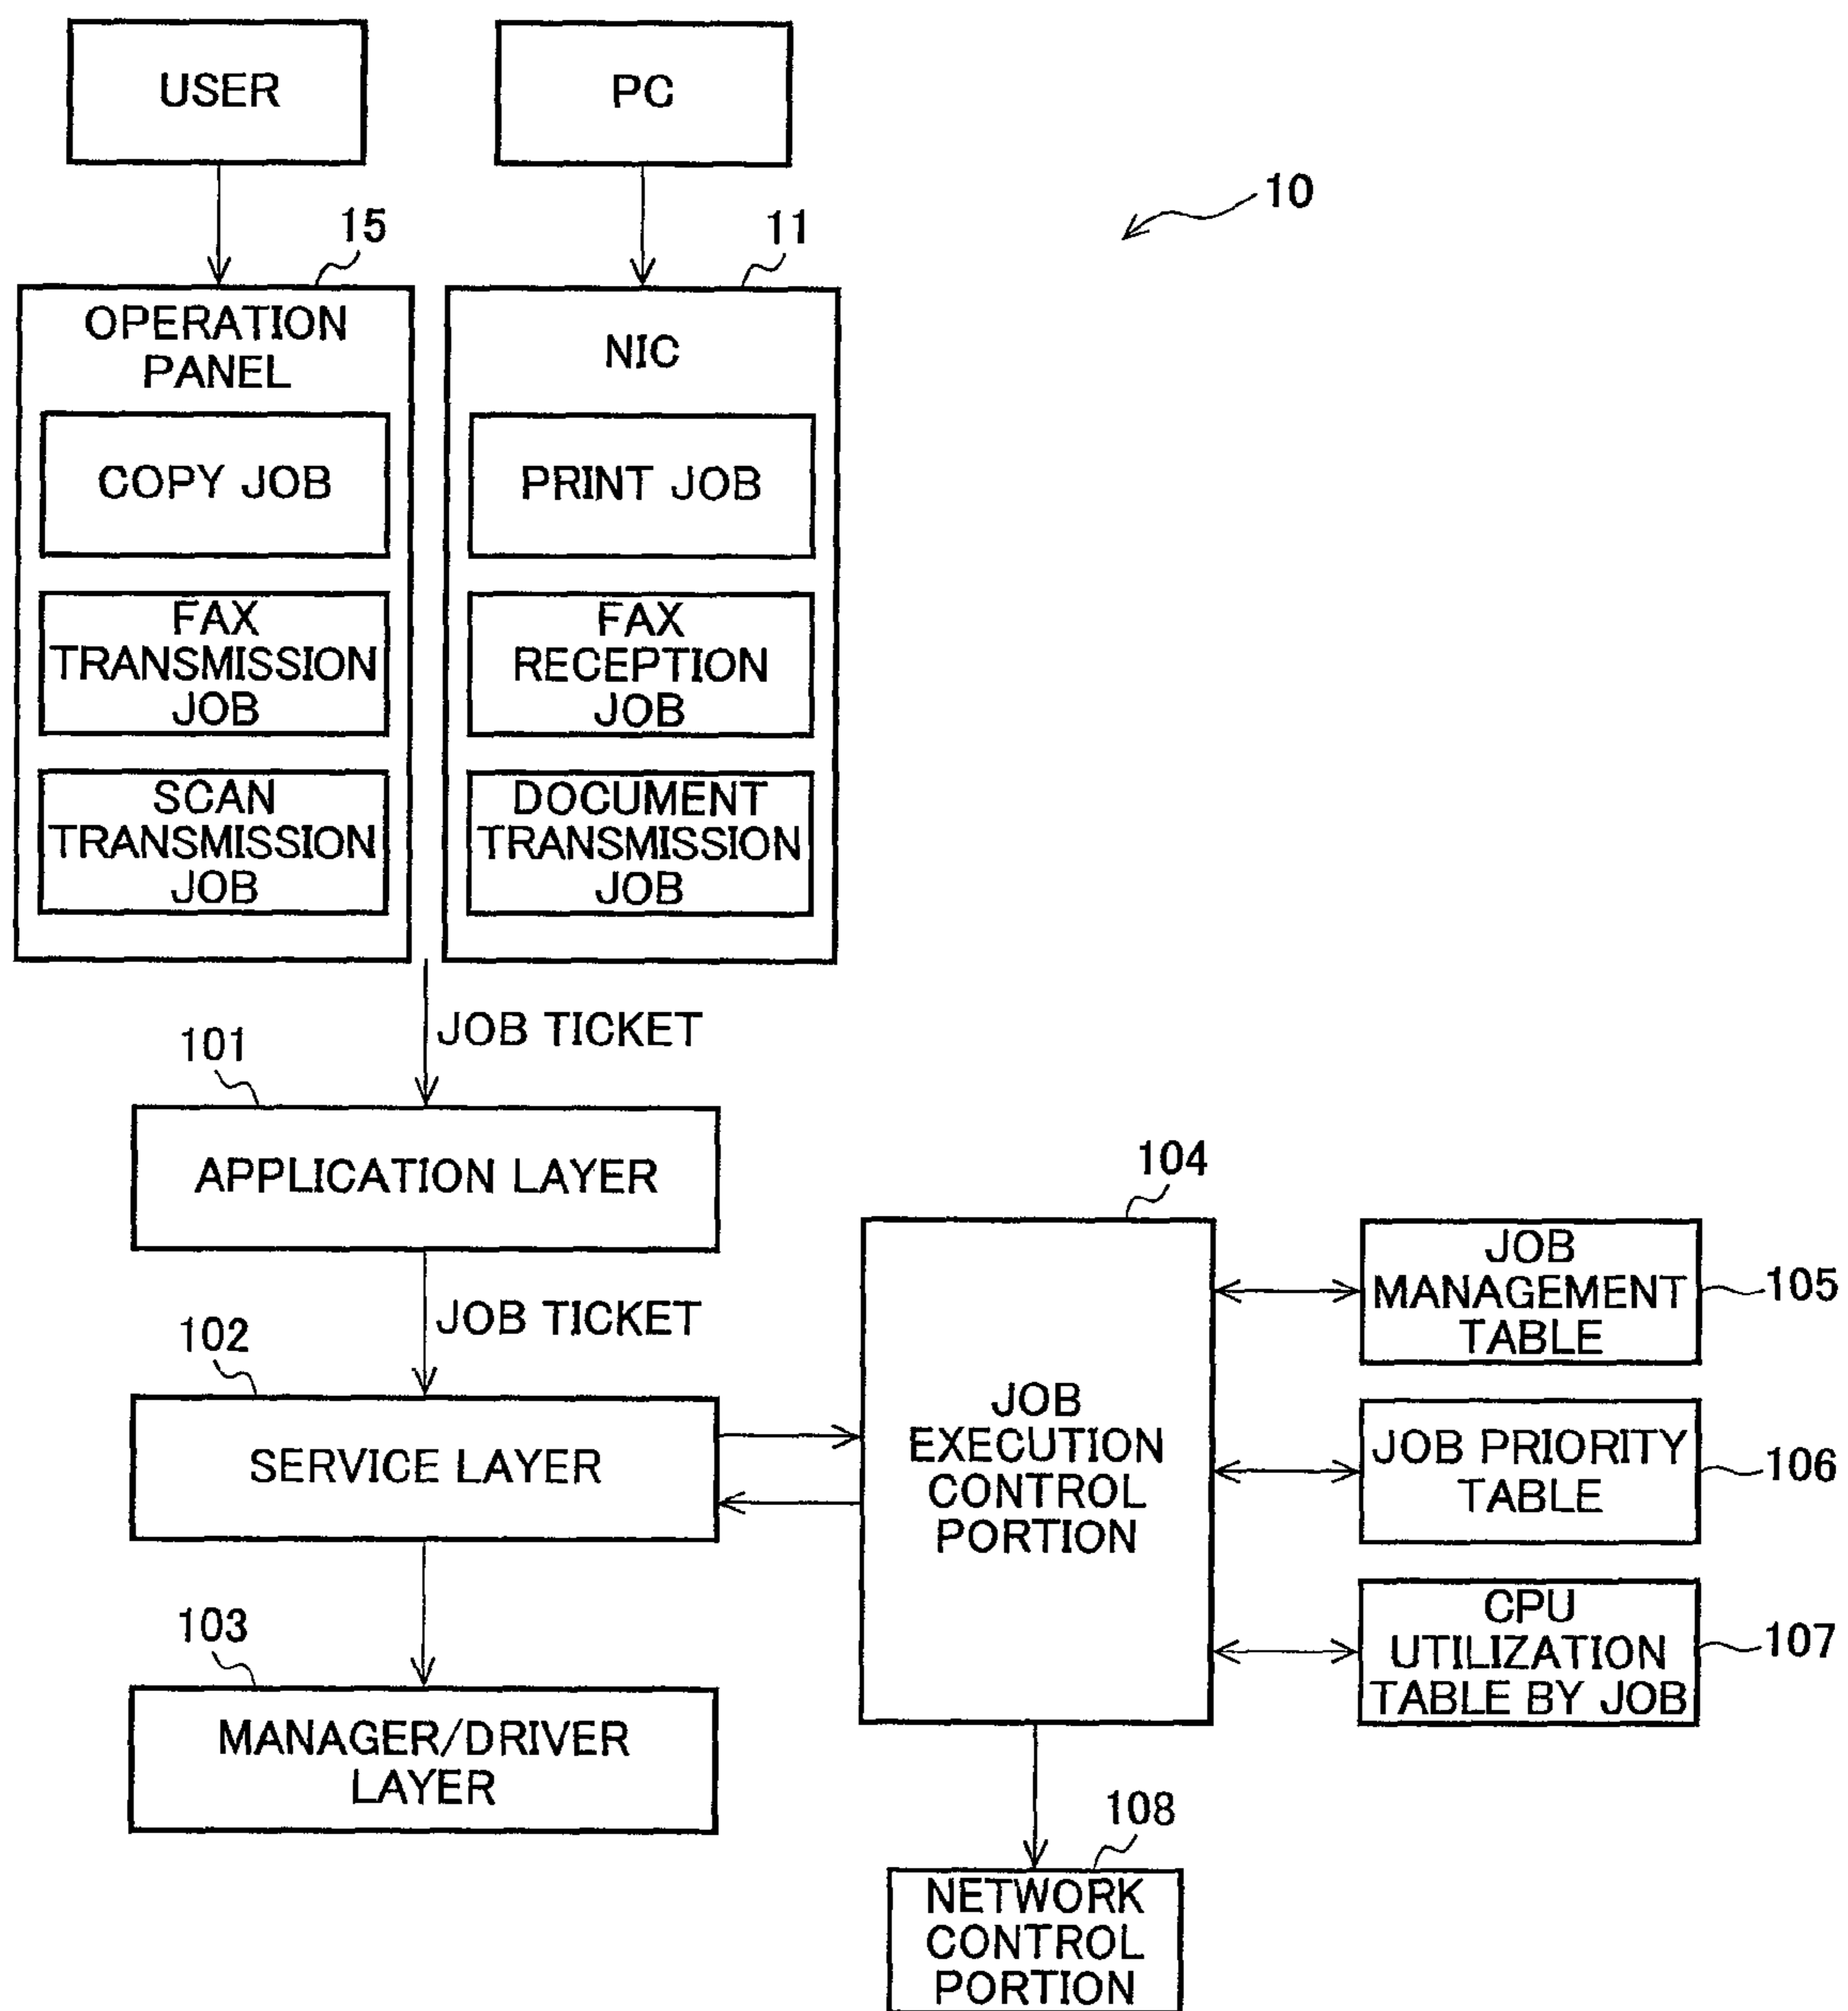 USER
PC
10
15
11
OPERATION
PANEL
COPY JOB
FAX
TRANSMISSION
JOB
SCAN
TRANSMISSION
JOB
NIC
PRINT JOB
FAX
RECEPTION
JOB
DOCUMENT
TRANSMISSION
JOB
JOB TICKET
101
APPLICATION LAYER
JOB TICKET
102
SERVICE LAYER
103
MANAGER/DRIVER
LAYER
104
JOB
EXECUTION
CONTROL
PORTION
JOB
MANAGEMENT
TABLE
105
JOB PRIORITY
TABLE
106
CPU
UTILIZATION
TABLE BY JOB
107
108
NETWORK
CONTROL
PORTION